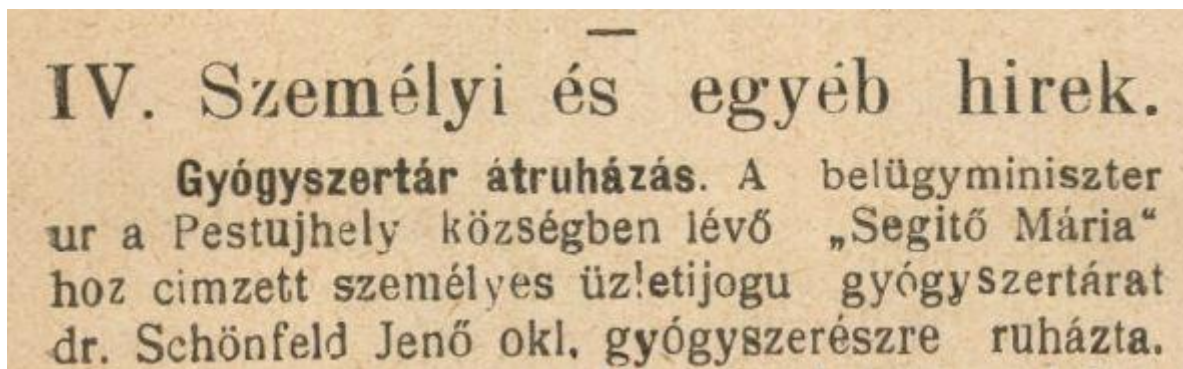 IV. Személyi és egyéb hirek.
Gyógyszertár átruházás. A belügyminiszter
ur a Pestujhely községben lévő „Segitő Mária“
hoz cimzett személyes üzletijogu gyógyszertárat
dr. Schönfeld Jenő okl. gyógyszerészre ruházta.